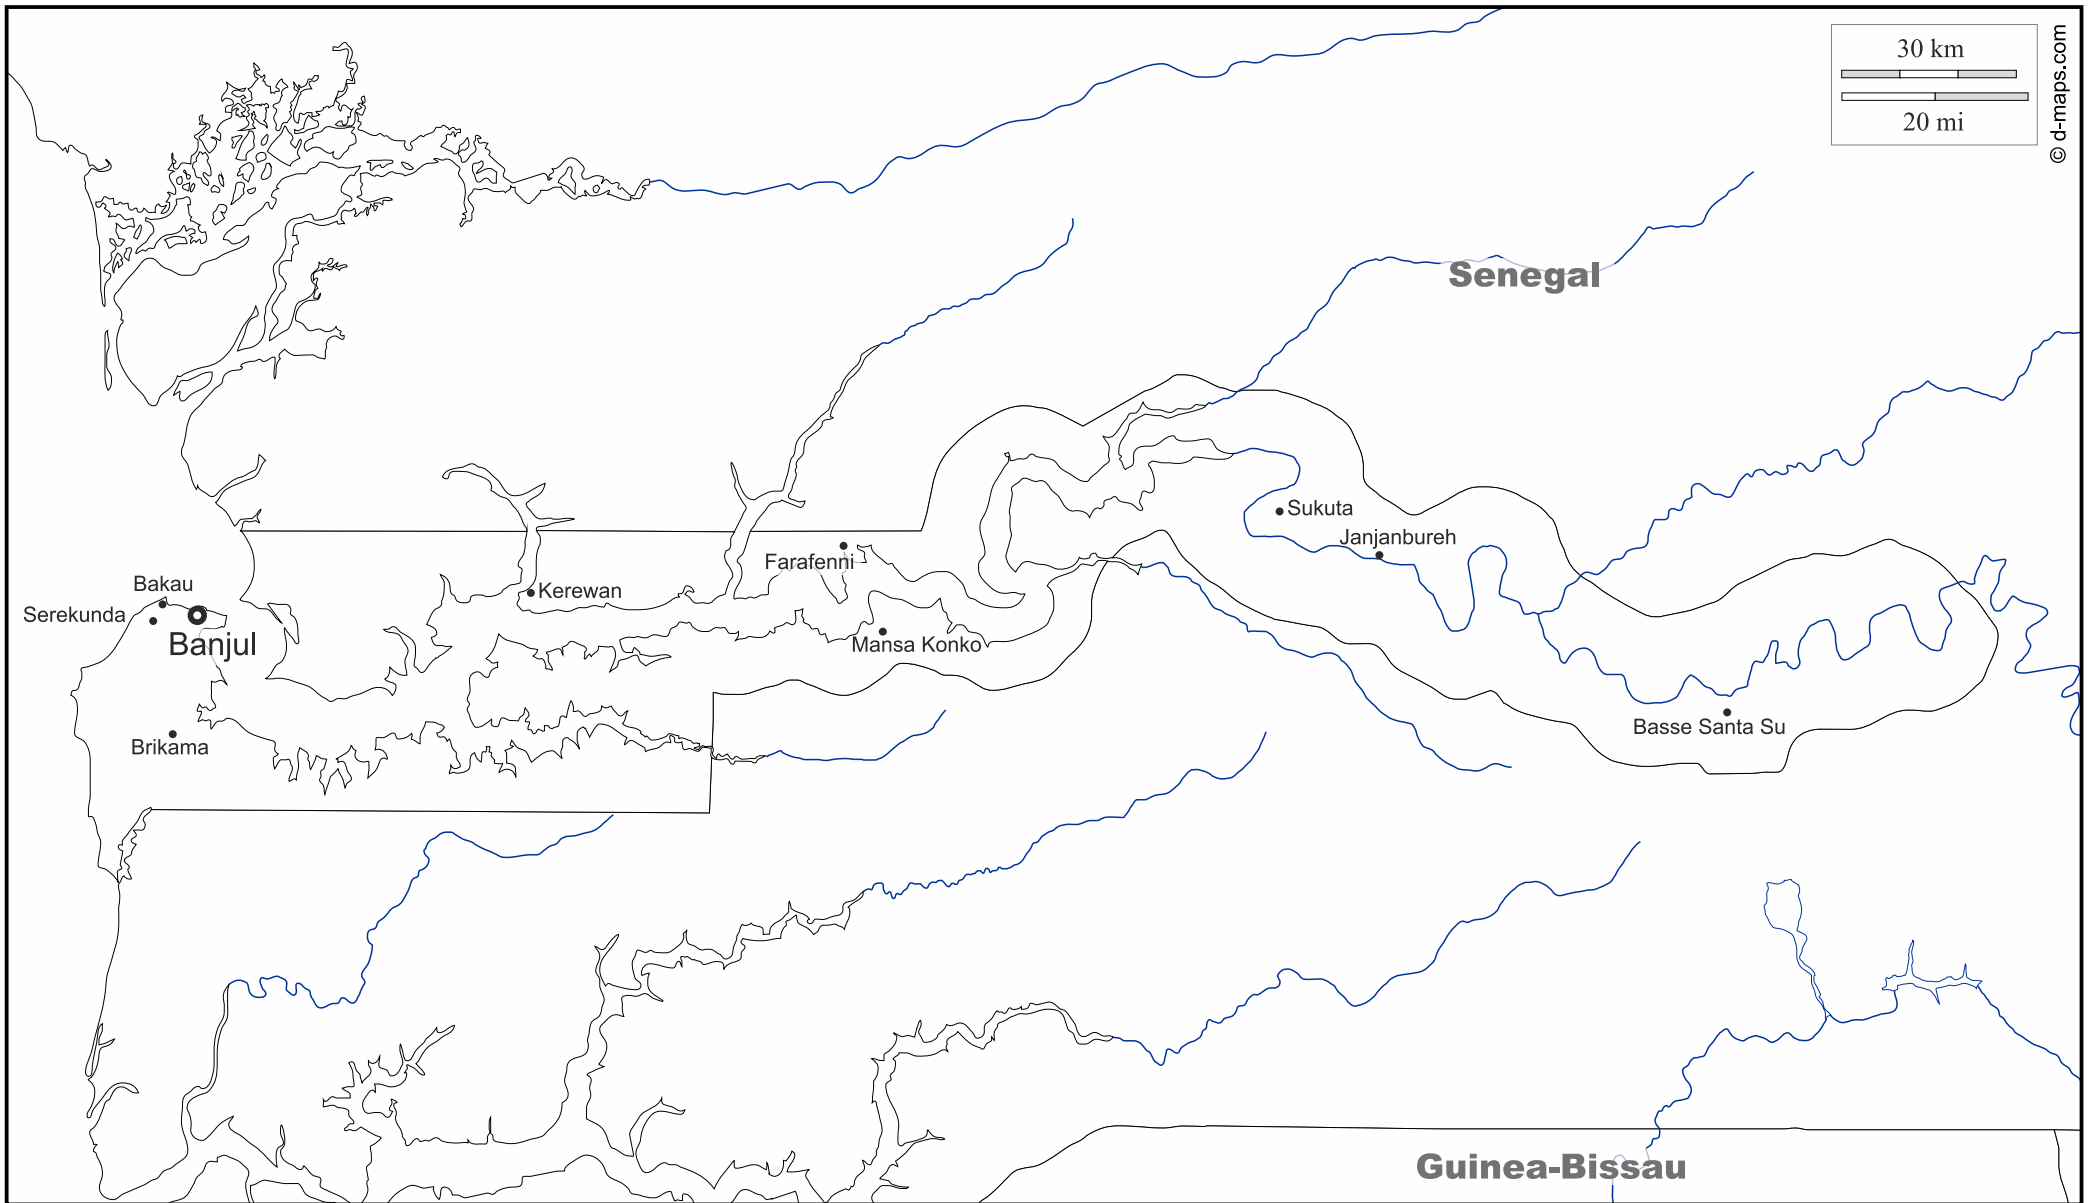 30 km
20 mi
© d-maps.com
Senegal
Sukuta
Janjanbureh
Farafenni
Bakau
Kerewan
Serekunda
Banjul
Mansa Konko
Basse Santa Su
Brikama
Guinea-Bissau